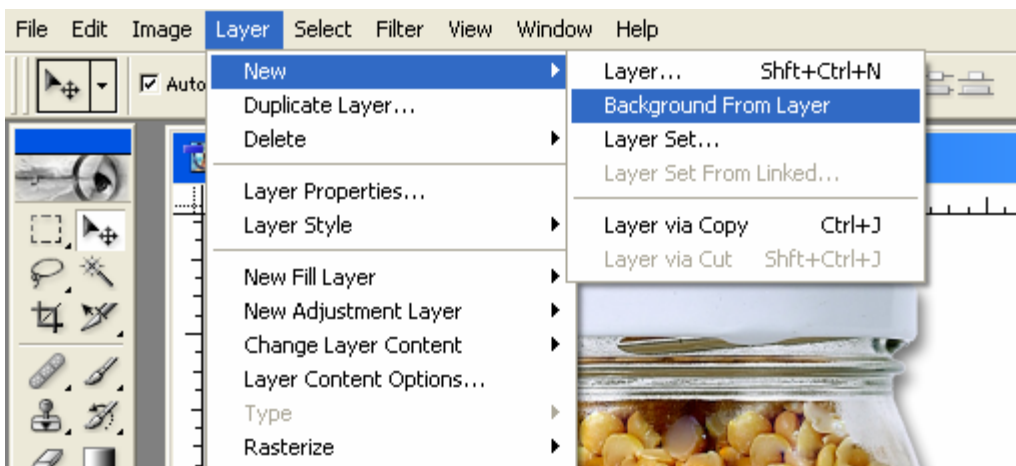 File Edit Image Layer Select Filter View Window Help
Auto
New
Duplicate Layer...
Delete
Layer Properties...
Layer Style
New Fill Layer
New Adjustment Layer
Change Layer Content
Layer Content Options...
Type
Rasterize
Layer... Shft+Ctrl+N
Background From Layer
Layer Set...
Layer Set From Linked...
Layer via Copy Ctrl+J
Layer via Cut Shft+Ctrl+J